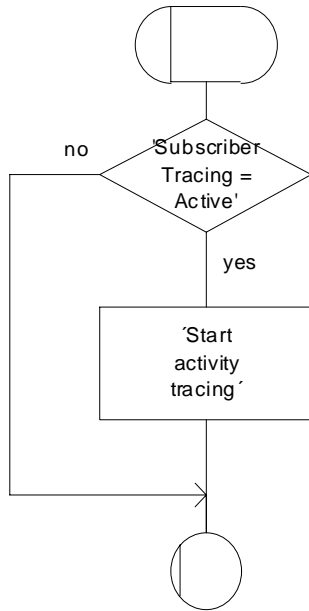 no
'Subscriber
Tracing =
Active'
yes
´Start
activity
tracing´